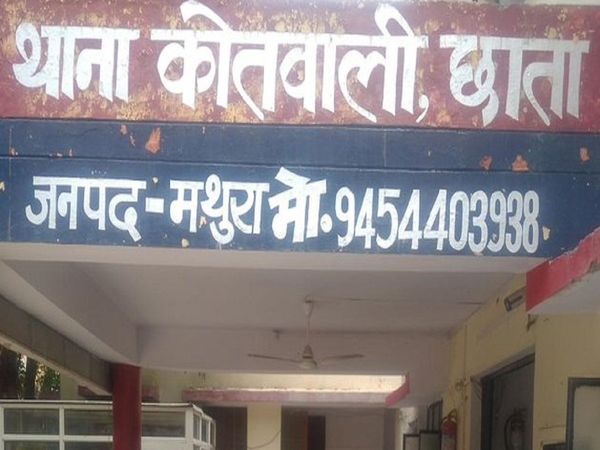 थाना कोतवाली, छाता
जनपद - मथुरा मो. 9454403938